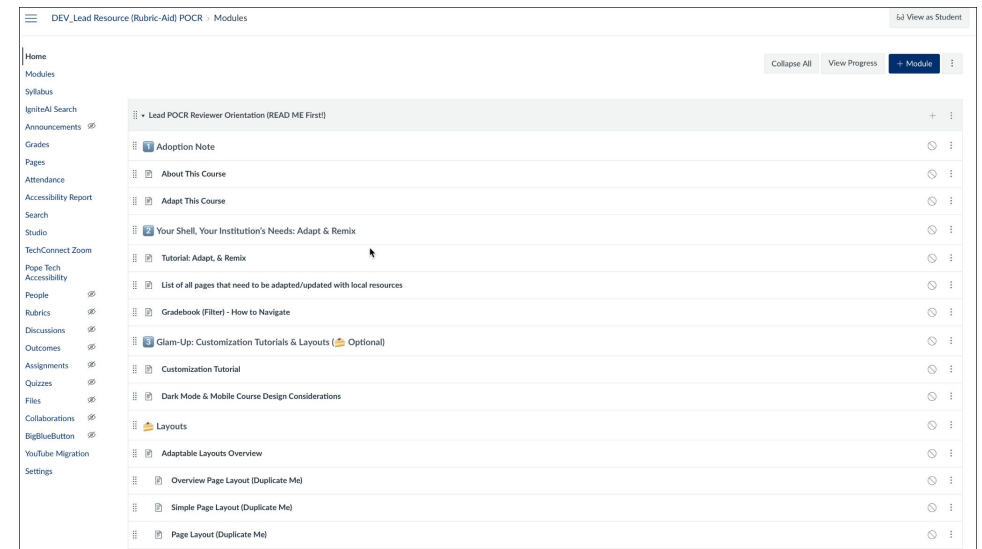 DEV_Lead Resource (Rubric-Aid) POCR > Modules
View as Student
Home
Modules
Syllabus
IgniteAI Search
Announcements
Grades
Pages
Attendance
Accessibility Report
Search
Studio
TechConnect Zoom
Pope Tech
Accessibility
People
Rubrics
Discussions
Outcomes
Assignments
Quizzes
Files
Collaborations
BigBlueButton
YouTube Migration
Settings
Collapse All
View Progress
+ Module
Lead POCR Reviewer Orientation (READ ME First!)
1 Adoption Note
About This Course
Adapt This Course
2 Your Shell, Your Institution's Needs: Adapt & Remix
Tutorial: Adapt, & Remix
List of all pages that need to be adapted/updated with local resources
Gradebook (Filter) - How to Navigate
3 Glam-Up: Customization Tutorials & Layouts (🍰 Optional)
Customization Tutorial
Dark Mode & Mobile Course Design Considerations
🍰 Layouts
Adaptable Layouts Overview
Overview Page Layout (Duplicate Me)
Simple Page Layout (Duplicate Me)
Page Layout (Duplicate Me)